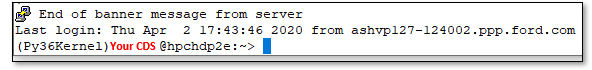 End of banner message from server
Last login: Thu Apr  2 17:43:46 2020 from ashvp127-124002.ppp.ford.com
(Py36Kernel)Your CDS @hpchdp2e:~>